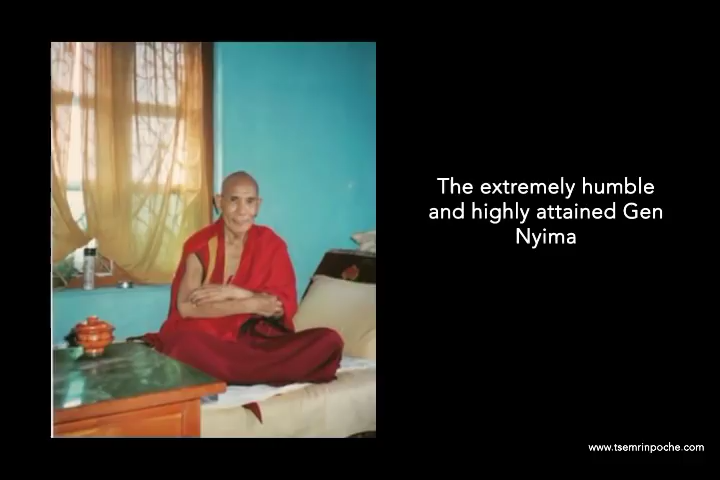 The extremely humble
and highly attained Gen
Nyima
www.tsemrinpoche.com